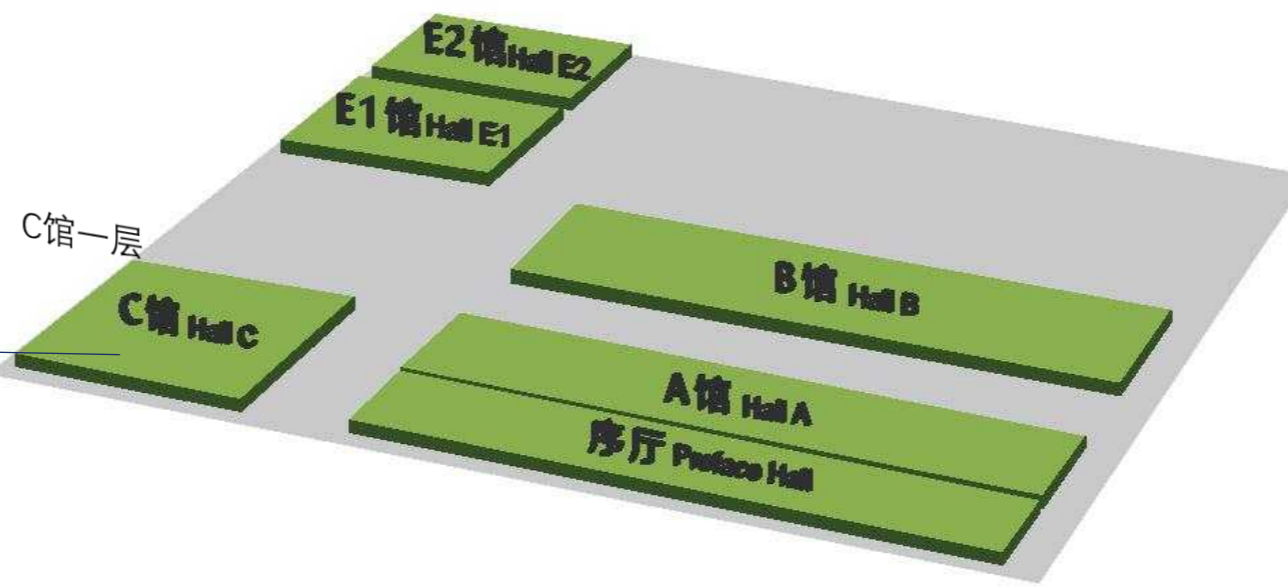 E2馆 Hall E2
E1馆 Hall E1
C馆一层
C馆 Hall C
B馆 Hall B
A馆 Hall A
序厅 Preface Hall